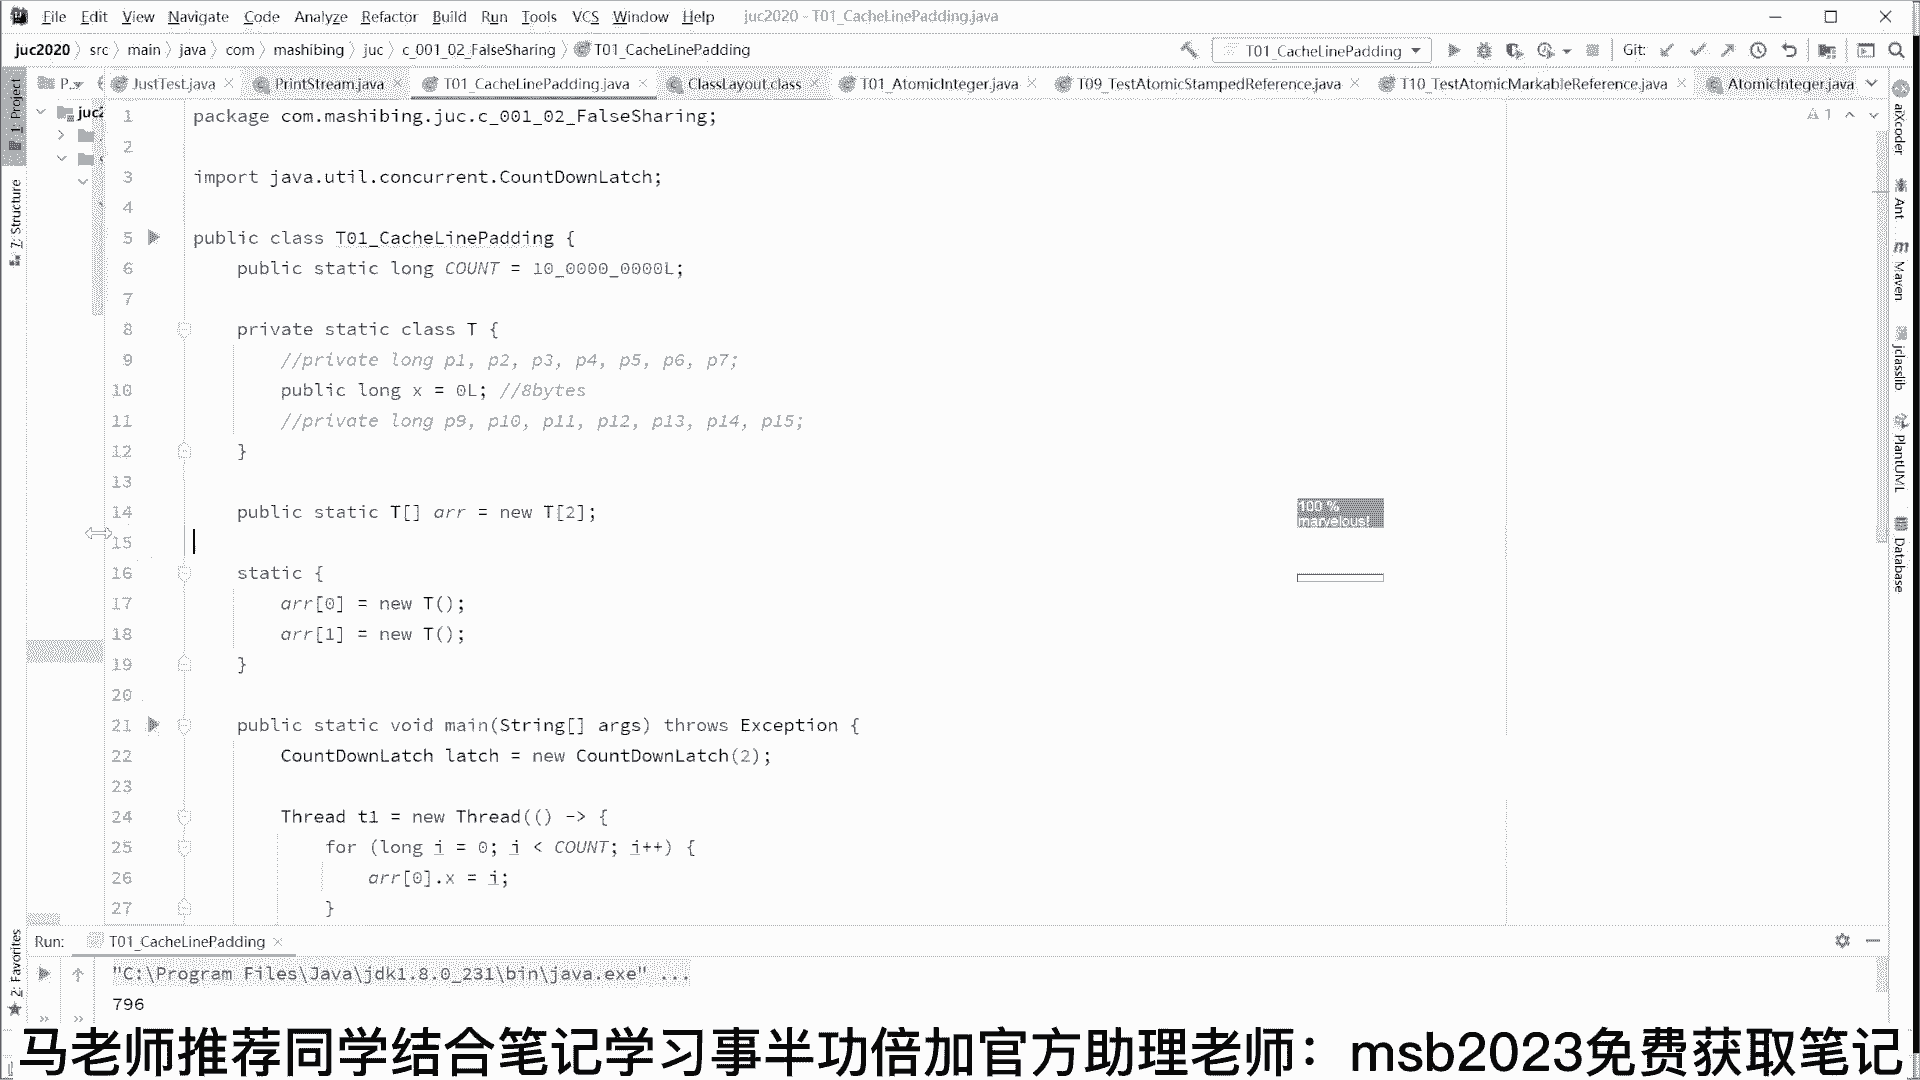 File Edit View Navigate Code Analyze Refactor Build Run Tools VCS Window Help juc2020 - T01_CacheLinePadding.java
juc2020 src main java com mashibing juc c_001_02_FalseSharing T01_CacheLinePadding T01_CacheLinePadding Git:
P... JustTest.java PrintStream.java T01_CacheLinePadding.java ClassLayout.class T01_AtomicInteger.java T09_TestAtomicStampedReference.java T10_TestAtomicMarkableReference.java AtomicInteger.java
1: Project
7: Structure
2: Favorites
juc2
1 package com.mashibing.juc.c_001_02_FalseSharing;
2
3 import java.util.concurrent.CountDownLatch;
4
5 public class T01_CacheLinePadding {
6 public static long COUNT = 10_0000_0000L;
7
8 private static class T {
9 //private long p1, p2, p3, p4, p5, p6, p7;
10 public long x = 0L; //8bytes
11 //private long p9, p10, p11, p12, p13, p14, p15;
12 }
13
14 public static T[] arr = new T[2];
15
16 static {
17 arr[0] = new T();
18 arr[1] = new T();
19 }
20
21 public static void main(String[] args) throws Exception {
22 CountDownLatch latch = new CountDownLatch(2);
23
24 Thread t1 = new Thread(() -> {
25 for (long i = 0; i < COUNT; i++) {
26 arr[0].x = i;
27 }
1
100 %
marvelous!
aiXcoder
Ant
Maven
jclasslib
PlantUML
Database
Run: T01_CacheLinePadding
"C:\Program Files\Java\jdk1.8.0_231\bin\java.exe" ...
796
马老师推荐同学结合笔记学习事半功倍加官方助理老师：msb2023免费获取笔记